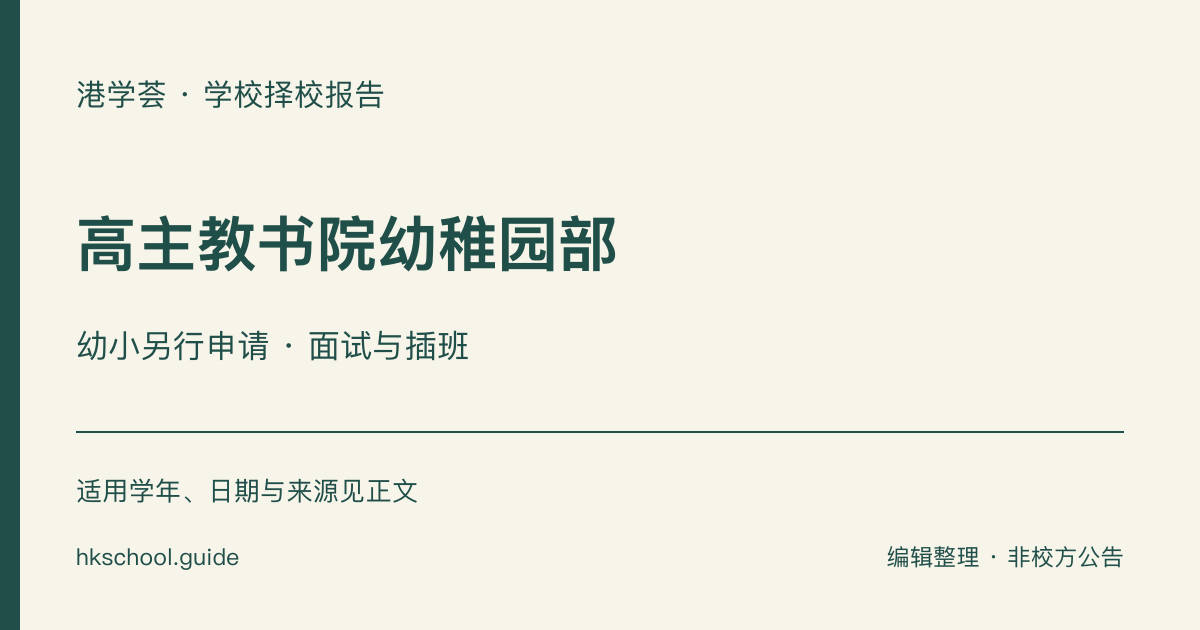 港学荟 · 学校择校报告
高主教书院幼稚园部
幼小另行申请 · 面试与插班
适用学年、日期与来源见正文
hkschool.guide
编辑整理 · 非校方公告